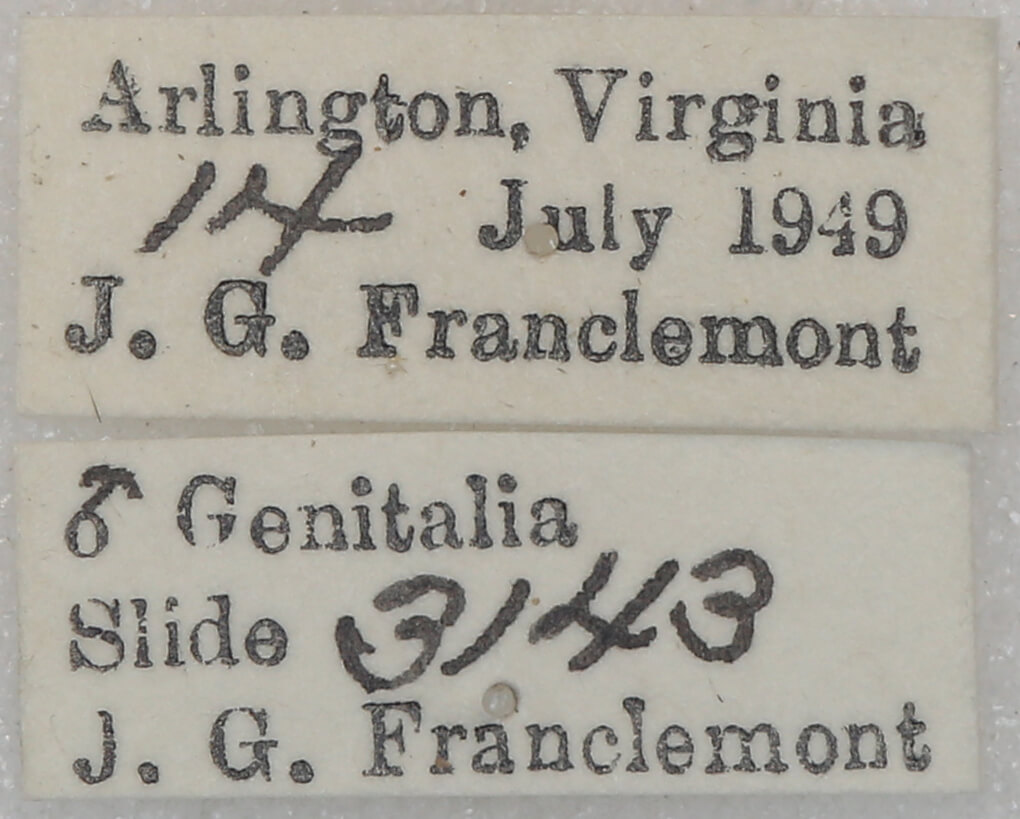 Arlington, Virginia
14 July 1949
J. G. Franclemont
♂ Genitalia
Slide 3143
J. G. Franclemont